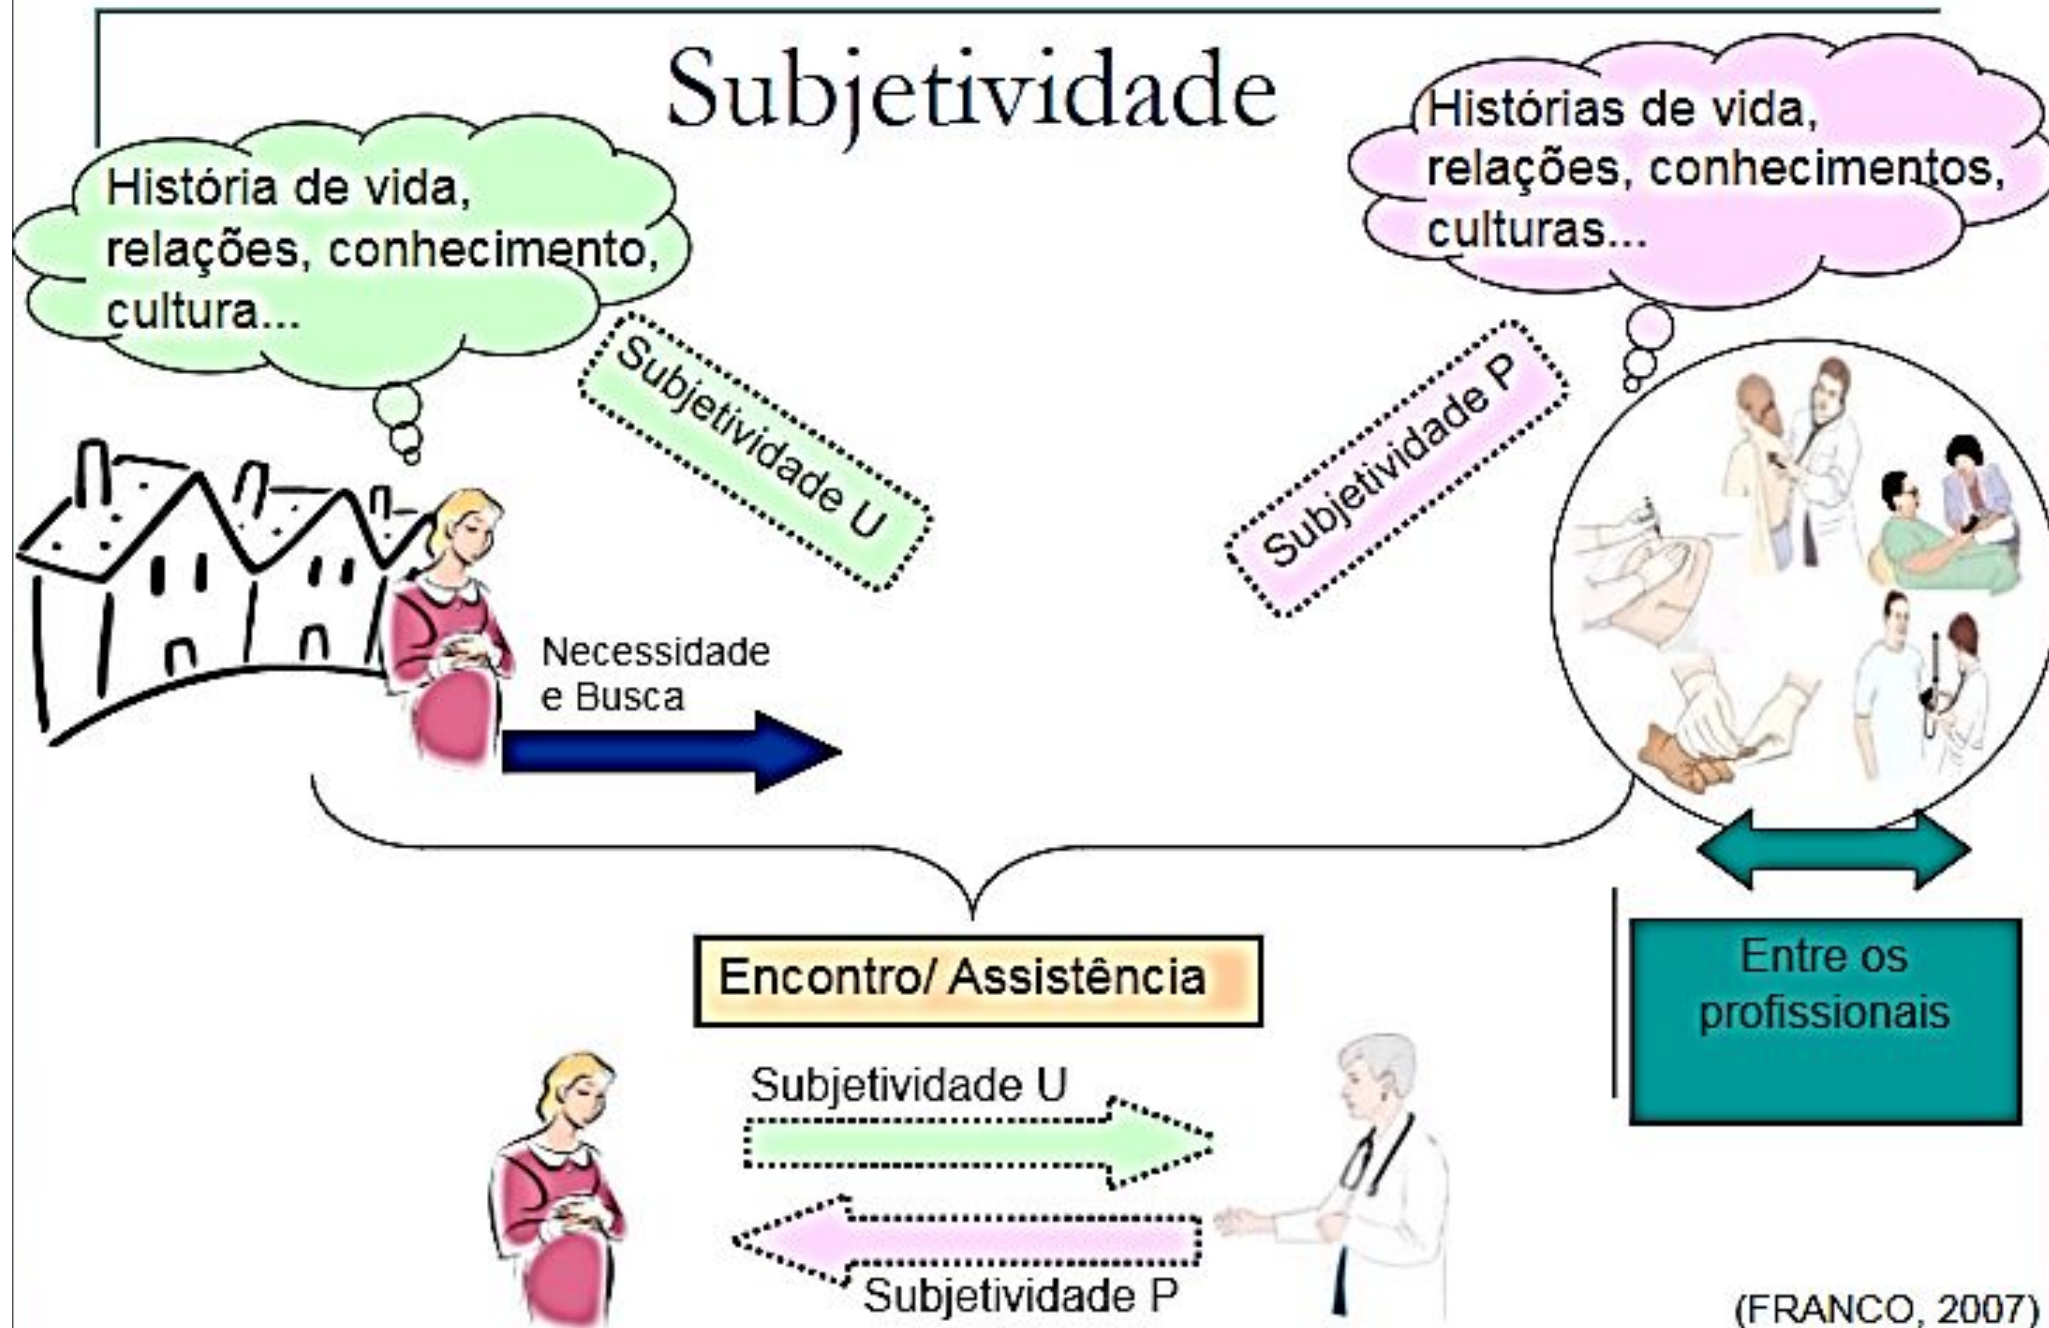 Subjetividade
História de vida,
relações, conhecimento,
cultura...
Histórias de vida,
relações, conhecimentos,
culturas...
Subjetividade U
Subjetividade P
Necessidade
e Busca
Encontro/ Assistência
Entre os
profissionais
Subjetividade U
Subjetividade P
(FRANCO, 2007)